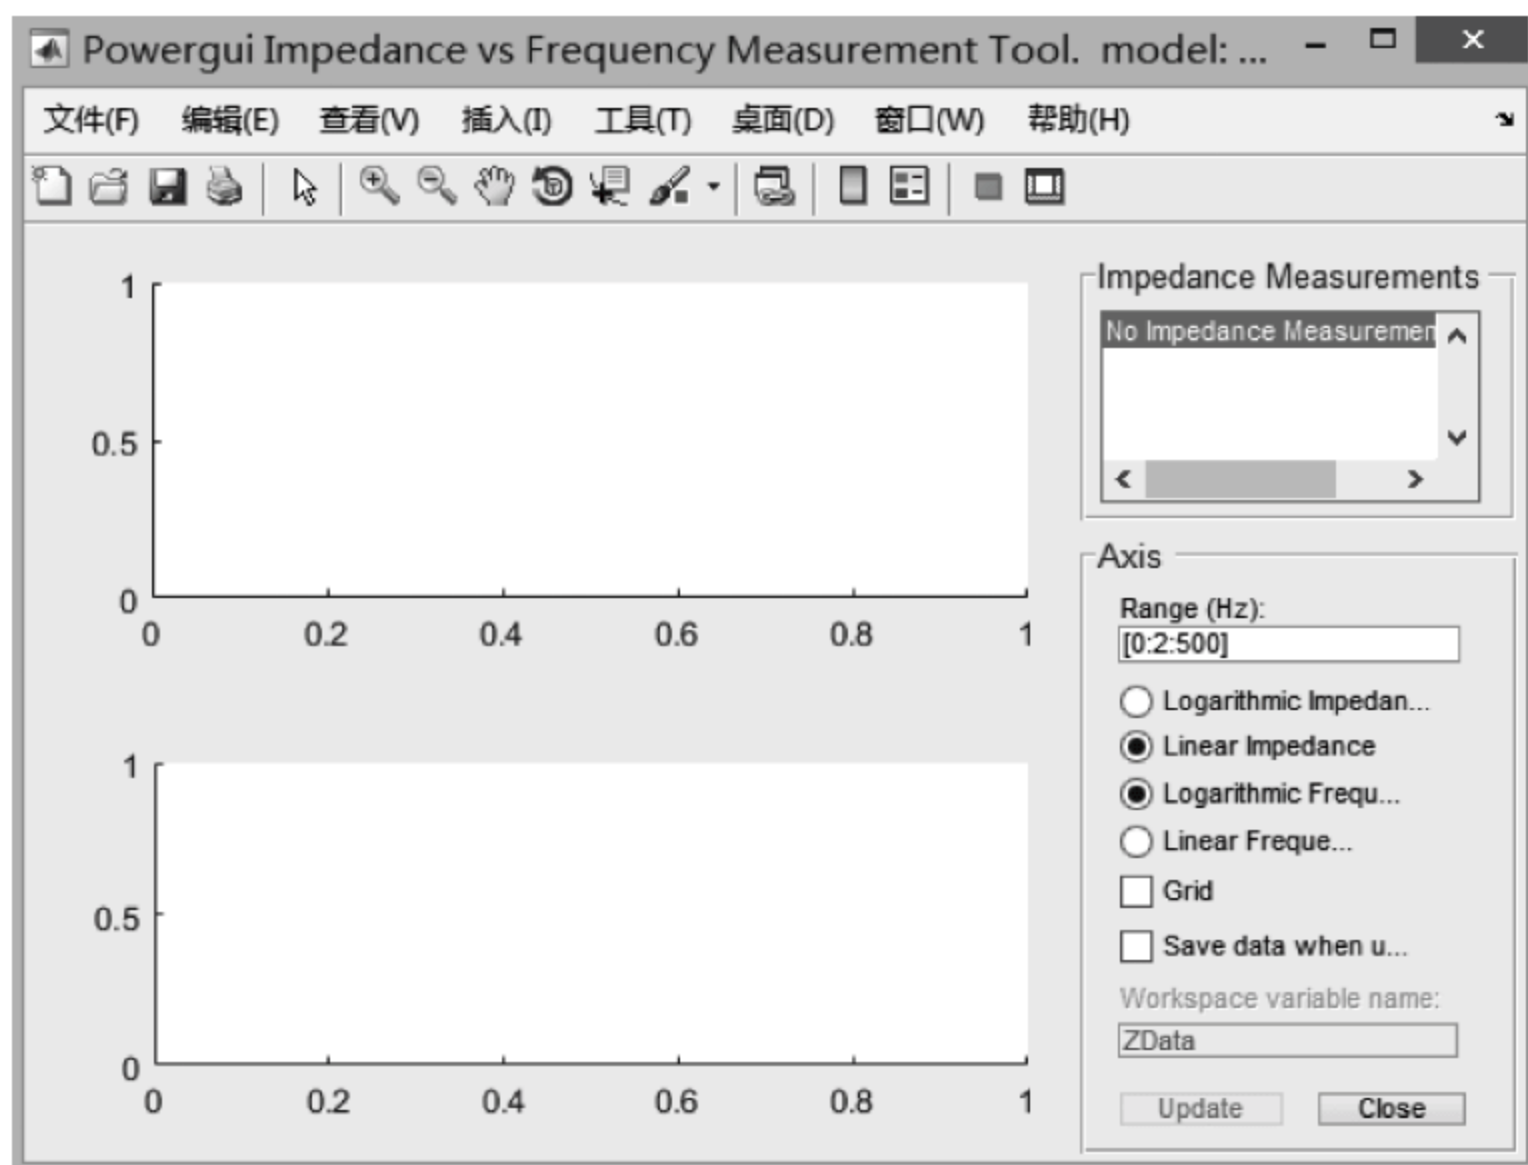 Powergui Impedance vs Frequency Measurement Tool. model: ...
文件(F) 编辑(E) 查看(V) 插入(I) 工具(T) 桌面(D) 窗口(W) 帮助(H)
1
0.5
0
0 0.2 0.4 0.6 0.8 1
1
0.5
0
0 0.2 0.4 0.6 0.8 1
Impedance Measurements
No Impedance Measuremen
Axis
Range (Hz):
[0:2:500]
Logarithmic Impedan...
Linear Impedance
Logarithmic Frequ...
Linear Freque...
Grid
Save data when u...
Workspace variable name:
ZData
Update Close